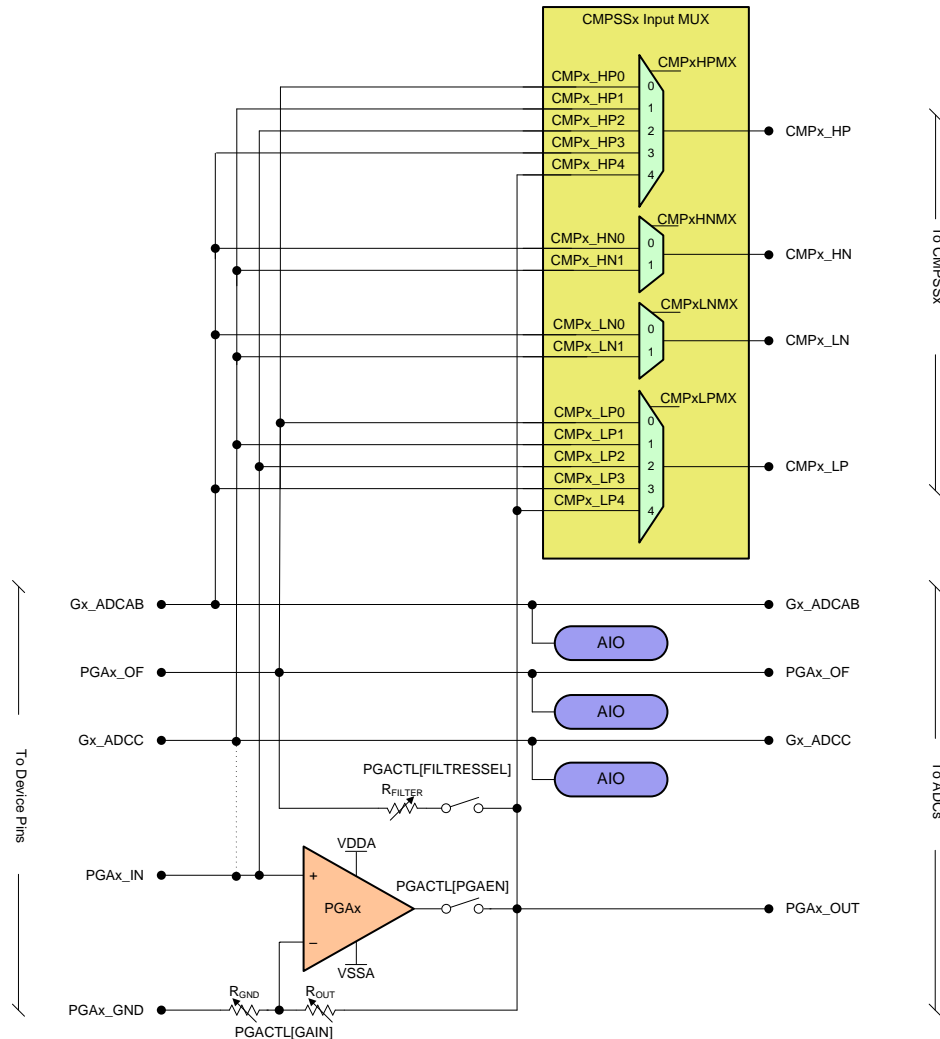 CMPSSx Input MUX
CMPxHPMX
CMPx_HP0
0
CMPx_HP1
1
CMPx_HP2
2
CMPx_HP
CMPx_HP3
3
CMPx_HP4
4
CMPxHNMX
CMPx_HN0
0
CMPx_HN
CMPx_HN1
1
To CMPSSx
CMPxLNMX
CMPx_LN0
0
CMPx_LN
CMPx_LN1
1
CMPxLPMX
CMPx_LP0
0
CMPx_LP1
1
CMPx_LP2
2
CMPx_LP
CMPx_LP3
3
CMPx_LP4
4
Gx_ADCAB
Gx_ADCAB
AIO
PGAx_OF
PGAx_OF
AIO
Gx_ADCC
Gx_ADCC
AIO
To Device Pins
To ADCs
PGACTL[FILTRESSEL]
RFILTER
VDDA
PGAx_IN
+
PGACTL[PGAEN]
PGAx
PGAx_OUT
−
VSSA
RGND
ROUT
PGAx_GND
PGACTL[GAIN]